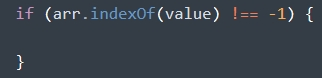 if (arr.indexOf(value) !== -1) {
}